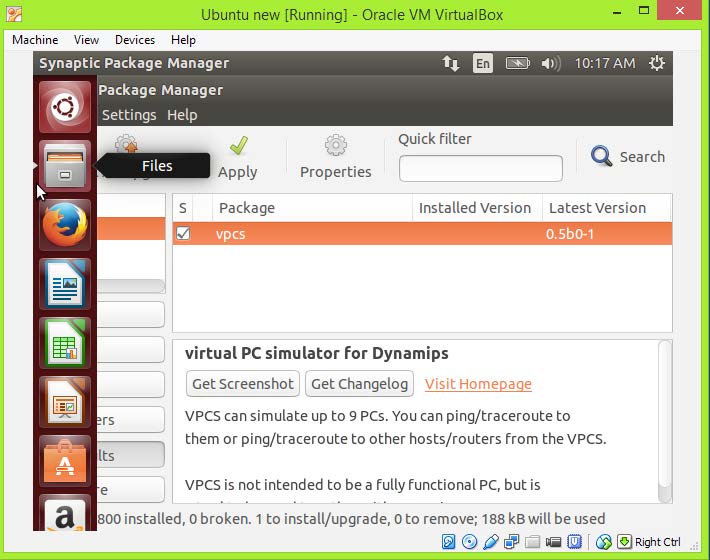 Ubuntu new [Running] - Oracle VM VirtualBox
Machine View Devices Help
Synaptic Package Manager En 10:17 AM
Package Manager
Settings Help
Files
Apply
Properties
Quick filter
Search
S Package Installed Version Latest Version
vpcs 0.5b0-1
virtual PC simulator for Dynamips
Get Screenshot Get Changelog Visit Homepage
VPCS can simulate up to 9 PCs. You can ping/traceroute to
them or ping/traceroute to other hosts/routers from the VPCS.
VPCS is not intended to be a fully functional PC, but is
ers
lts
re
a
800 installed, 0 broken. 1 to install/upgrade, 0 to remove; 188 kB will be used
Right Ctrl